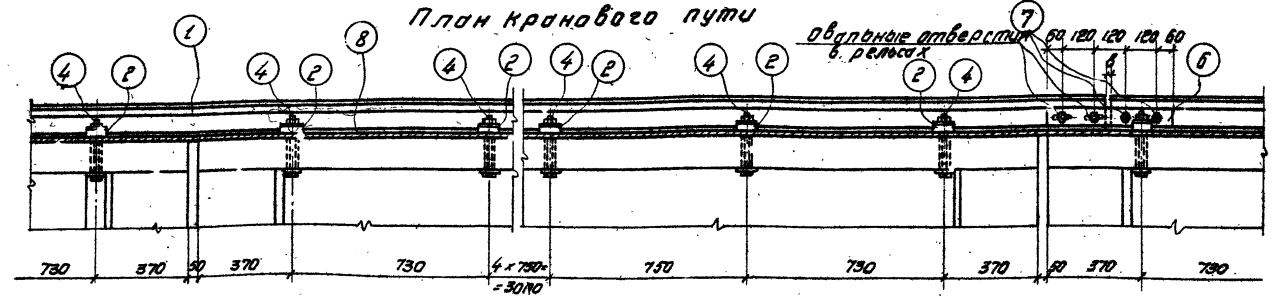 План кранового пути
овальные отверстия
в рельсах
7
60 120 120 120 60
8
1
8
6
4 2 4 2 4 2 4 2 4 2 2 4
730 370 50 370 730 4 x 750= 750 730 370 50 370 730